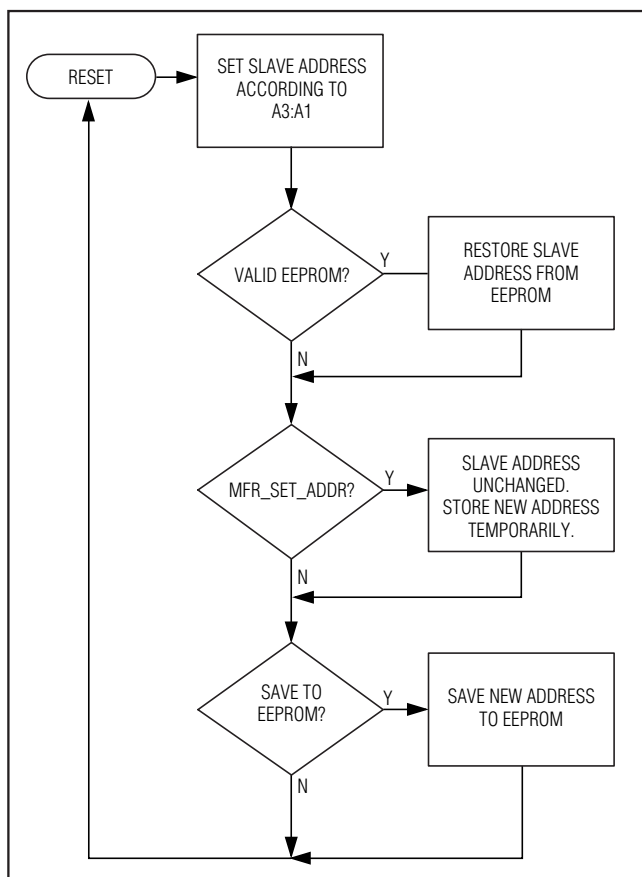 RESET
SET SLAVE ADDRESS
ACCORDING TO
A3:A1
VALID EEPROM?
Y
RESTORE SLAVE
ADDRESS FROM
EEPROM
N
MFR_SET_ADDR?
Y
SLAVE ADDRESS
UNCHANGED.
STORE NEW ADDRESS
TEMPORARILY.
N
SAVE TO
EEPROM?
Y
SAVE NEW ADDRESS
TO EEPROM
N